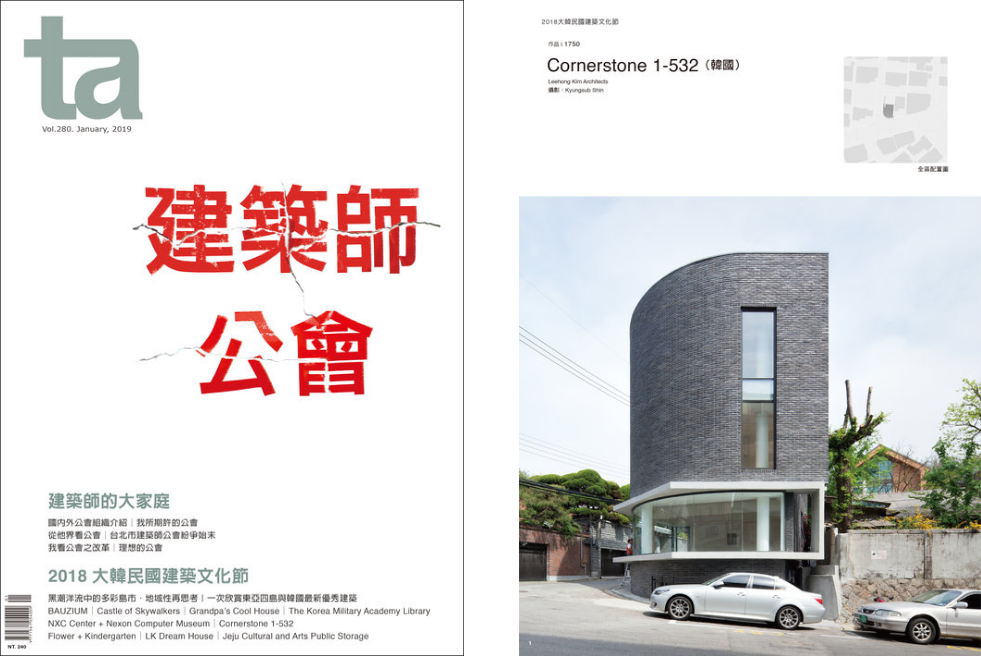 ta
Vol.280. January, 2019
建築師
公會
建築師的大家庭
國內外公會組織介紹｜我所期許的公會
從他界看公會｜台北市建築師公會紛爭始末
我看公會之改革｜理想的公會
2018 大韓民國建築文化節
黑潮洋流中的多彩島市・地域性再思考｜一次欣賞東亞四島與韓國最新優秀建築
BAUZIUM｜Castle of Skywalkers｜Grandpa's Cool House｜The Korea Military Academy Library
NXC Center + Nexon Computer Museum｜Cornerstone 1-532
Flower + Kindergarten｜LK Dream House｜Jeju Cultural and Arts Public Storage
NT. 240
2018大韓民國建築文化節
作品：1750
Cornerstone 1-532（韓國）
Leehong Kim Architects
攝影・Kyungsub Shin
全區配置圖
1